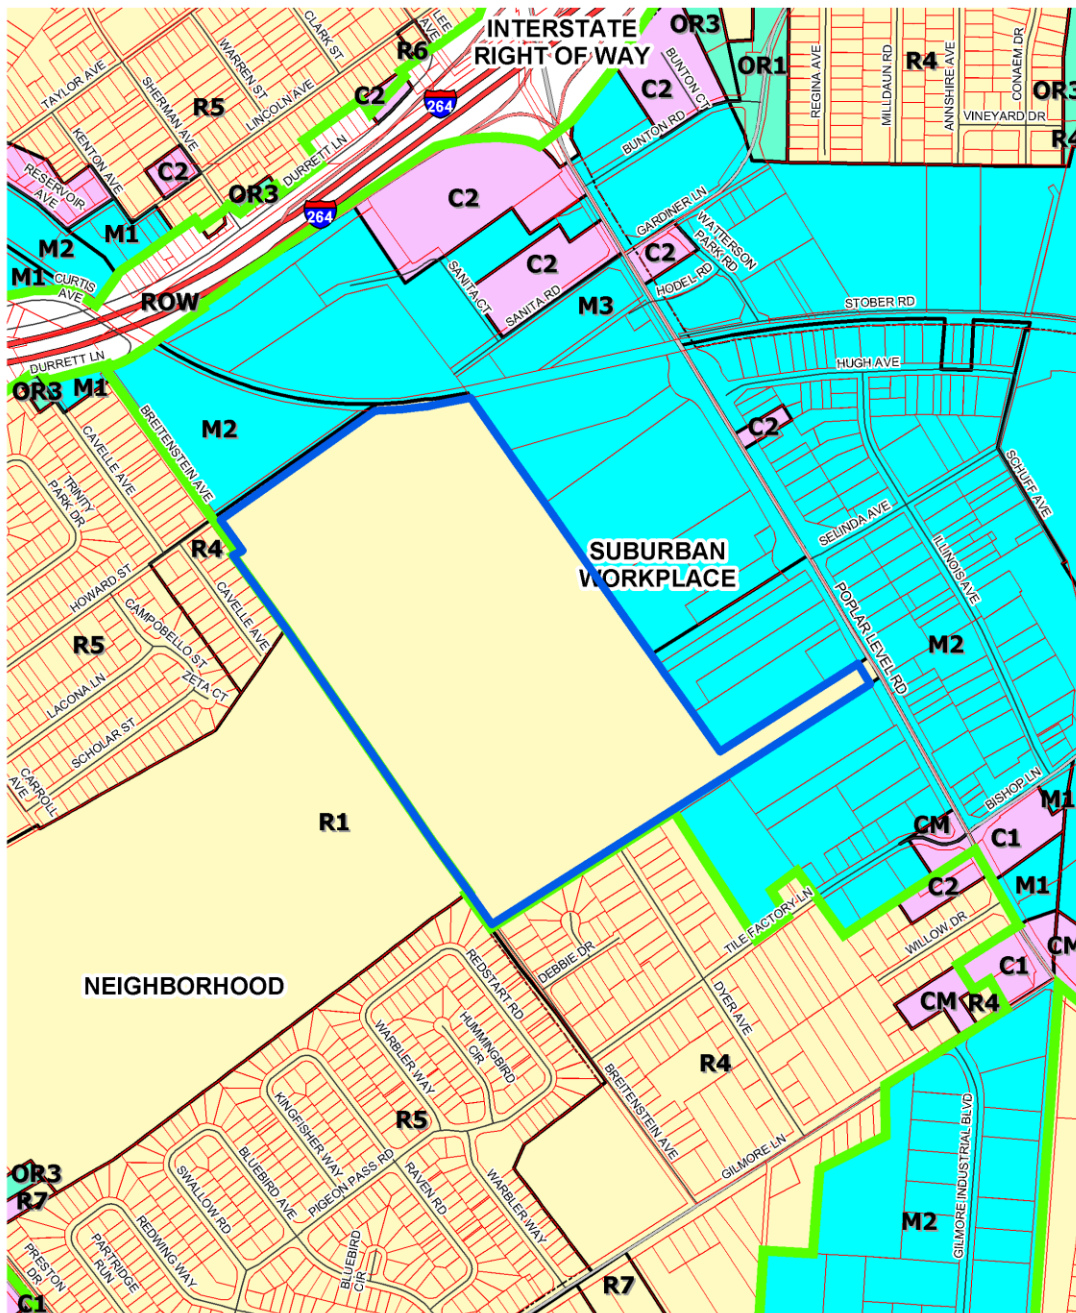 INTERSTATE
RIGHT OF WAY
OR3
R6
C2
OR1
R4
OR3
R4
CLARK ST
LEE AVE
WARREN ST
TAYLOR AVE
SHERMAN AVE
R5
LINCOLN AVE
C2
264
BUNTON CT
BUNTON RD
REGINA AVE
MILLDAUN RD
ANNSHIRE AVE
CONAEM DR
VINEYARD DR
KENTON AVE
DURRETT LN
RESERVOIR
AVE
C2
OR3
264
C2
GARDINER LN
WATTERSON
PARK RD
M1
M2
M1
CURTIS
AVE
ROW
C2
C2
SANITA CT
SANITA RD
HODEL RD
M3
STOBER RD
DURRETT LN
OR3
M1
HUGH AVE
M2
BREITENSTEIN AVE
CAVELLE AVE
C2
TRINITY
PARK DR
SCHUFF AVE
SELINDA AVE
ILLINOIS AVE
SUBURBAN
WORKPLACE
R4
HOWARD ST
CAVELLE AVE
CAMPOBELLO ST
POPLAR LEVEL RD
R5
M2
LACONA LN
ZETA CT
SCHOLAR ST
CARROLL
AVE
R1
BISHOP LN
M1
CM
C1
C2
M1
TILE FACTORY LN
WILLOW DR
CM
C1
CM
R4
NEIGHBORHOOD
REDSTART RD
DEBBIE DR
DYER AVE
WARBLER WAY
HUMMINGBIRD
CIR
R4
KINGFISHER WAY
R5
BREITENSTEIN AVE
GILMORE LN
GILMORE INDUSTRIAL BLVD
OR3
R7
SWALLOW RD
BLUEBIRD AVE
PIGEON PASS RD
RAVEN RD
WARBLER WAY
M2
REDWING WAY
PARTRIDGE
RUN
BLUEBIRD
CIR
PRESTON
DR
R7
C1